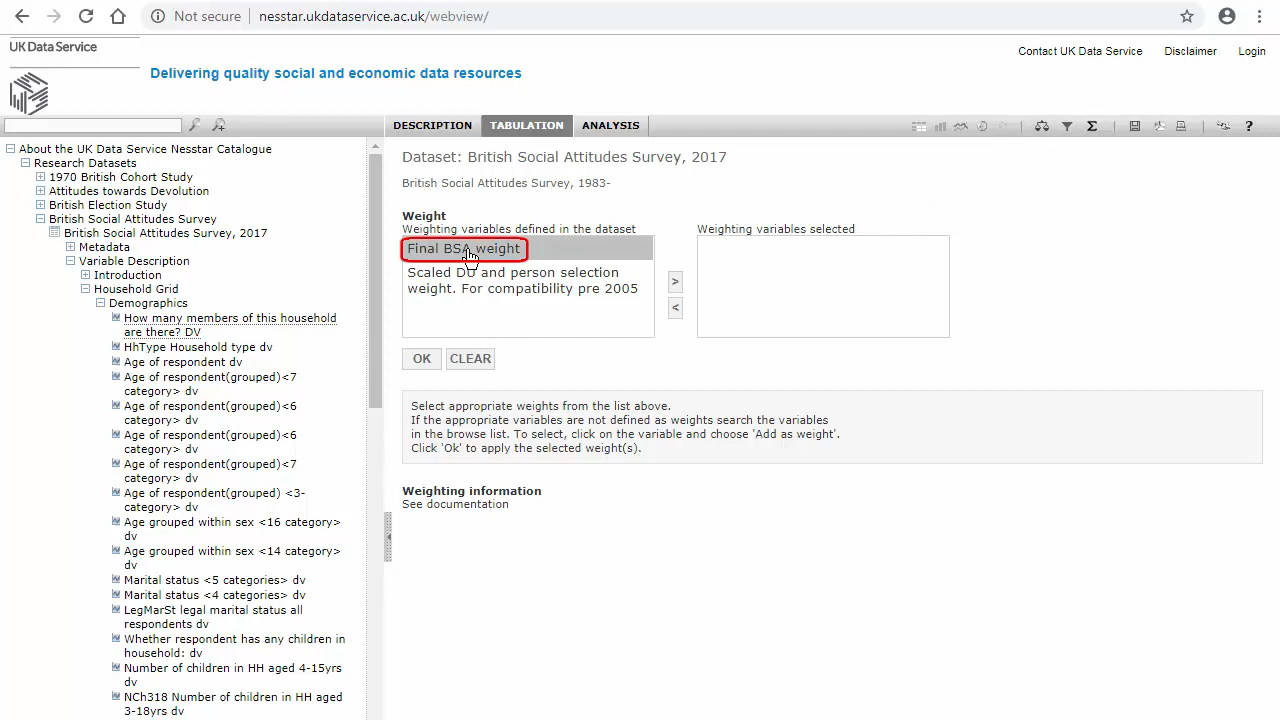 Not secure
nesstar.ukdataservice.ac.uk/webview/
UK Data Service
Contact UK Data Service
Disclaimer
Login
Delivering quality social and economic data resources
DESCRIPTION
TABULATION
ANALYSIS
Σ
?
About the UK Data Service Nesstar Catalogue
Research Datasets
1970 British Cohort Study
Attitudes towards Devolution
British Election Study
British Social Attitudes Survey
British Social Attitudes Survey, 2017
Metadata
Variable Description
Introduction
Household Grid
Demographics
How many members of this household
are there? DV
HhType Household type dv
Age of respondent dv
Age of respondent(grouped)<7
category> dv
Age of respondent(grouped)<6
category> dv
Age of respondent(grouped)<6
category> dv
Age of respondent(grouped)<7
category> dv
Age of respondent(grouped) <3-
category> dv
Age grouped within sex <16 category>
dv
Age grouped within sex <14 category>
dv
Marital status <5 categories> dv
Marital status <4 categories> dv
LegMarSt legal marital status all
respondents dv
Whether respondent has any children in
household: dv
Number of children in HH aged 4-15yrs
dv
NCh318 Number of children in HH aged
3-18yrs dv
Dataset: British Social Attitudes Survey, 2017
British Social Attitudes Survey, 1983-
Weight
Weighting variables defined in the dataset
Weighting variables selected
Final BSA weight
Scaled DU and person selection
weight. For compatibility pre 2005
>
<
OK
CLEAR
Select appropriate weights from the list above.
If the appropriate variables are not defined as weights search the variables
in the browse list. To select, click on the variable and choose 'Add as weight'.
Click 'Ok' to apply the selected weight(s).
Weighting information
See documentation